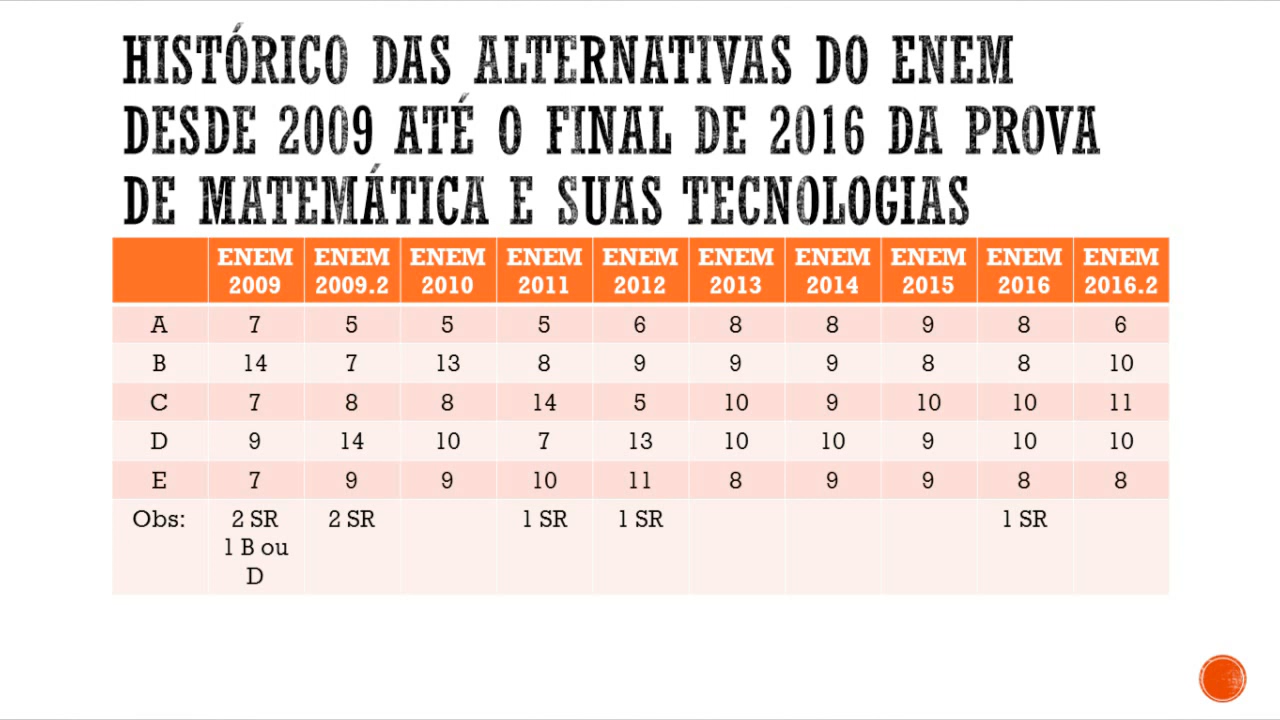 HISTÓRICO DAS ALTERNATIVAS DO ENEM
DESDE 2009 ATÉ O FINAL DE 2016 DA PROVA
DE MATEMÁTICA E SUAS TECNOLOGIAS
ENEM 2009 ENEM 2009.2 ENEM 2010 ENEM 2011 ENEM 2012 ENEM 2013 ENEM 2014 ENEM 2015 ENEM 2016 ENEM 2016.2
A 7 5 5 5 6 8 8 9 8 6
B 14 7 13 8 9 9 9 8 8 10
C 7 8 8 14 5 10 9 10 10 11
D 9 14 10 7 13 10 10 9 10 10
E 7 9 9 10 11 8 9 9 8 8
Obs: 2 SR 2 SR 1 SR 1 SR 1 SR
1 B ou
D